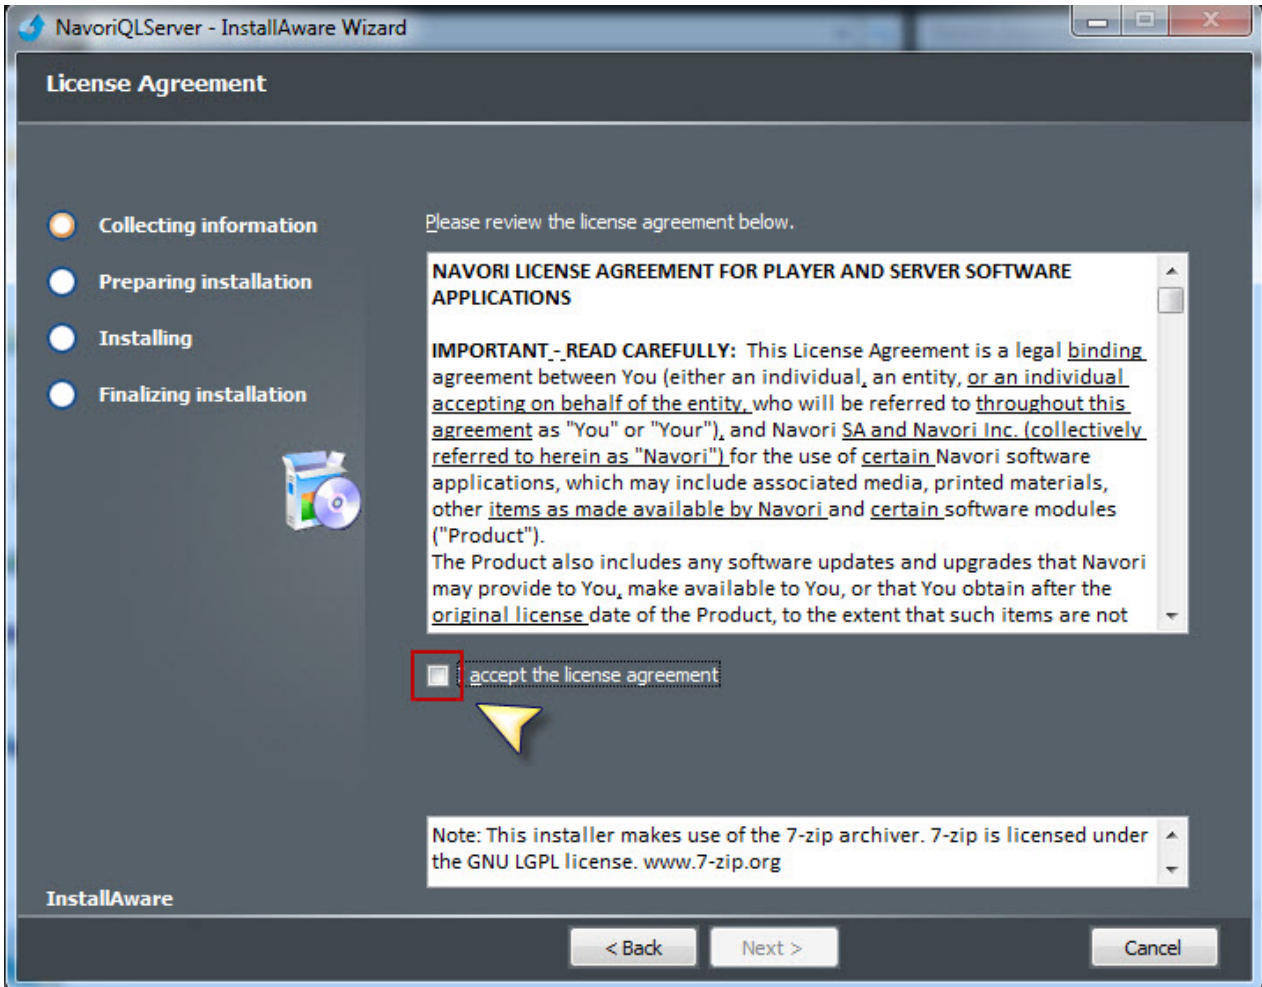 NavoriQLServer - InstallAware Wizard
License Agreement
Collecting information
Preparing installation
Installing
Finalizing installation
Please review the license agreement below.
NAVORI LICENSE AGREEMENT FOR PLAYER AND SERVER SOFTWARE
APPLICATIONS
IMPORTANT - READ CAREFULLY: This License Agreement is a legal binding
agreement between You (either an individual, an entity, or an individual
accepting on behalf of the entity, who will be referred to throughout this
agreement as "You" or "Your"), and Navori SA and Navori Inc. (collectively
referred to herein as "Navori") for the use of certain Navori software
applications, which may include associated media, printed materials,
other items as made available by Navori and certain software modules
("Product").
The Product also includes any software updates and upgrades that Navori
may provide to You, make available to You, or that You obtain after the
original license date of the Product, to the extent that such items are not
accept the license agreement
Note: This installer makes use of the 7-zip archiver. 7-zip is licensed under
the GNU LGPL license. www.7-zip.org
InstallAware
< Back
Next >
Cancel